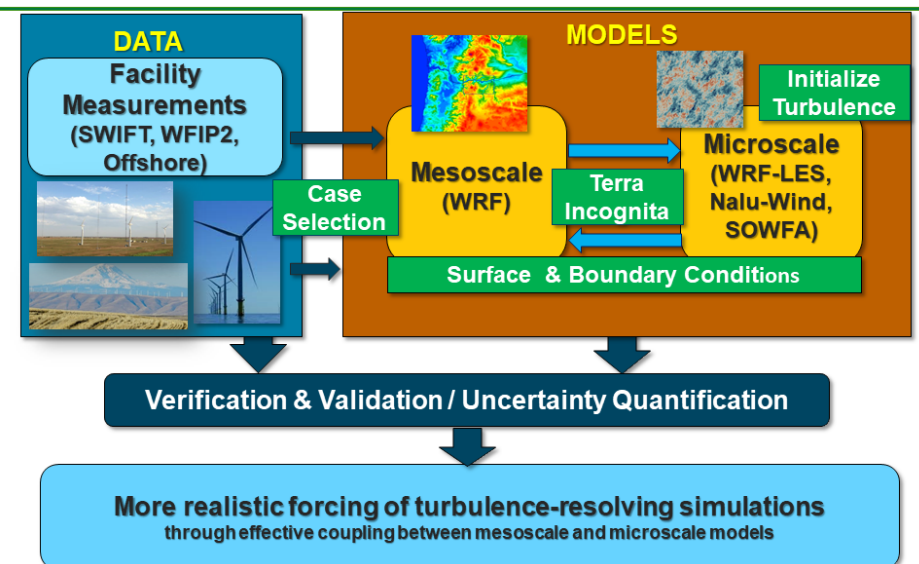 DATA
Facility
Measurements
(SWIFT, WFIP2,
Offshore)
Case
Selection
MODELS
Mesoscale
(WRF)
Terra
Incognita
Initialize
Turbulence
Microscale
(WRF-LES,
Nalu-Wind,
SOWFA)
Surface & Boundary Conditions
Verification & Validation / Uncertainty Quantification
More realistic forcing of turbulence-resolving simulations
through effective coupling between mesoscale and microscale models